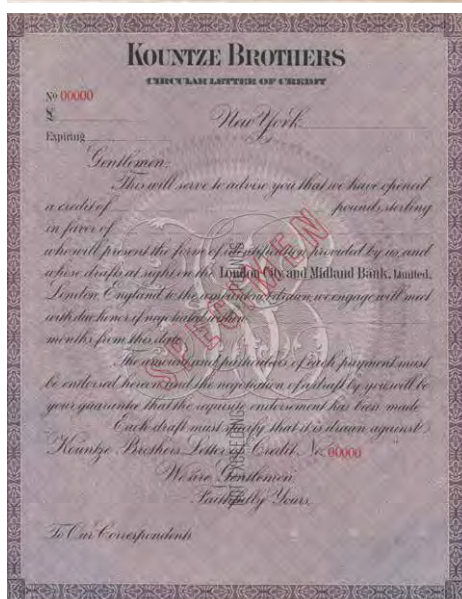 KOUNTZE BROTHERS
CIRCULAR LETTER OF CREDIT
No 00000
$
New York
Expiring
Gentlemen:
This will serve to advise you that we have opened
a credit of pounds sterling
in favor of
who will present the form of identification provided by us, and
whose drafts at sight on the London City and Midland Bank, Limited,
London England to the amount we engage will meet
with due honor if negotiated within
months from this date
The amount and particulars of each payment must
be endorsed hereon and the negotiation of a draft by you will be
your guarantee that the requisite endorsement has been made
Each draft must specify that it is drawn against
Kountze Brothers Letter of Credit No. 00000
We are Gentlemen
Faithfully Yours,
To Our Correspondents
SPECIMEN